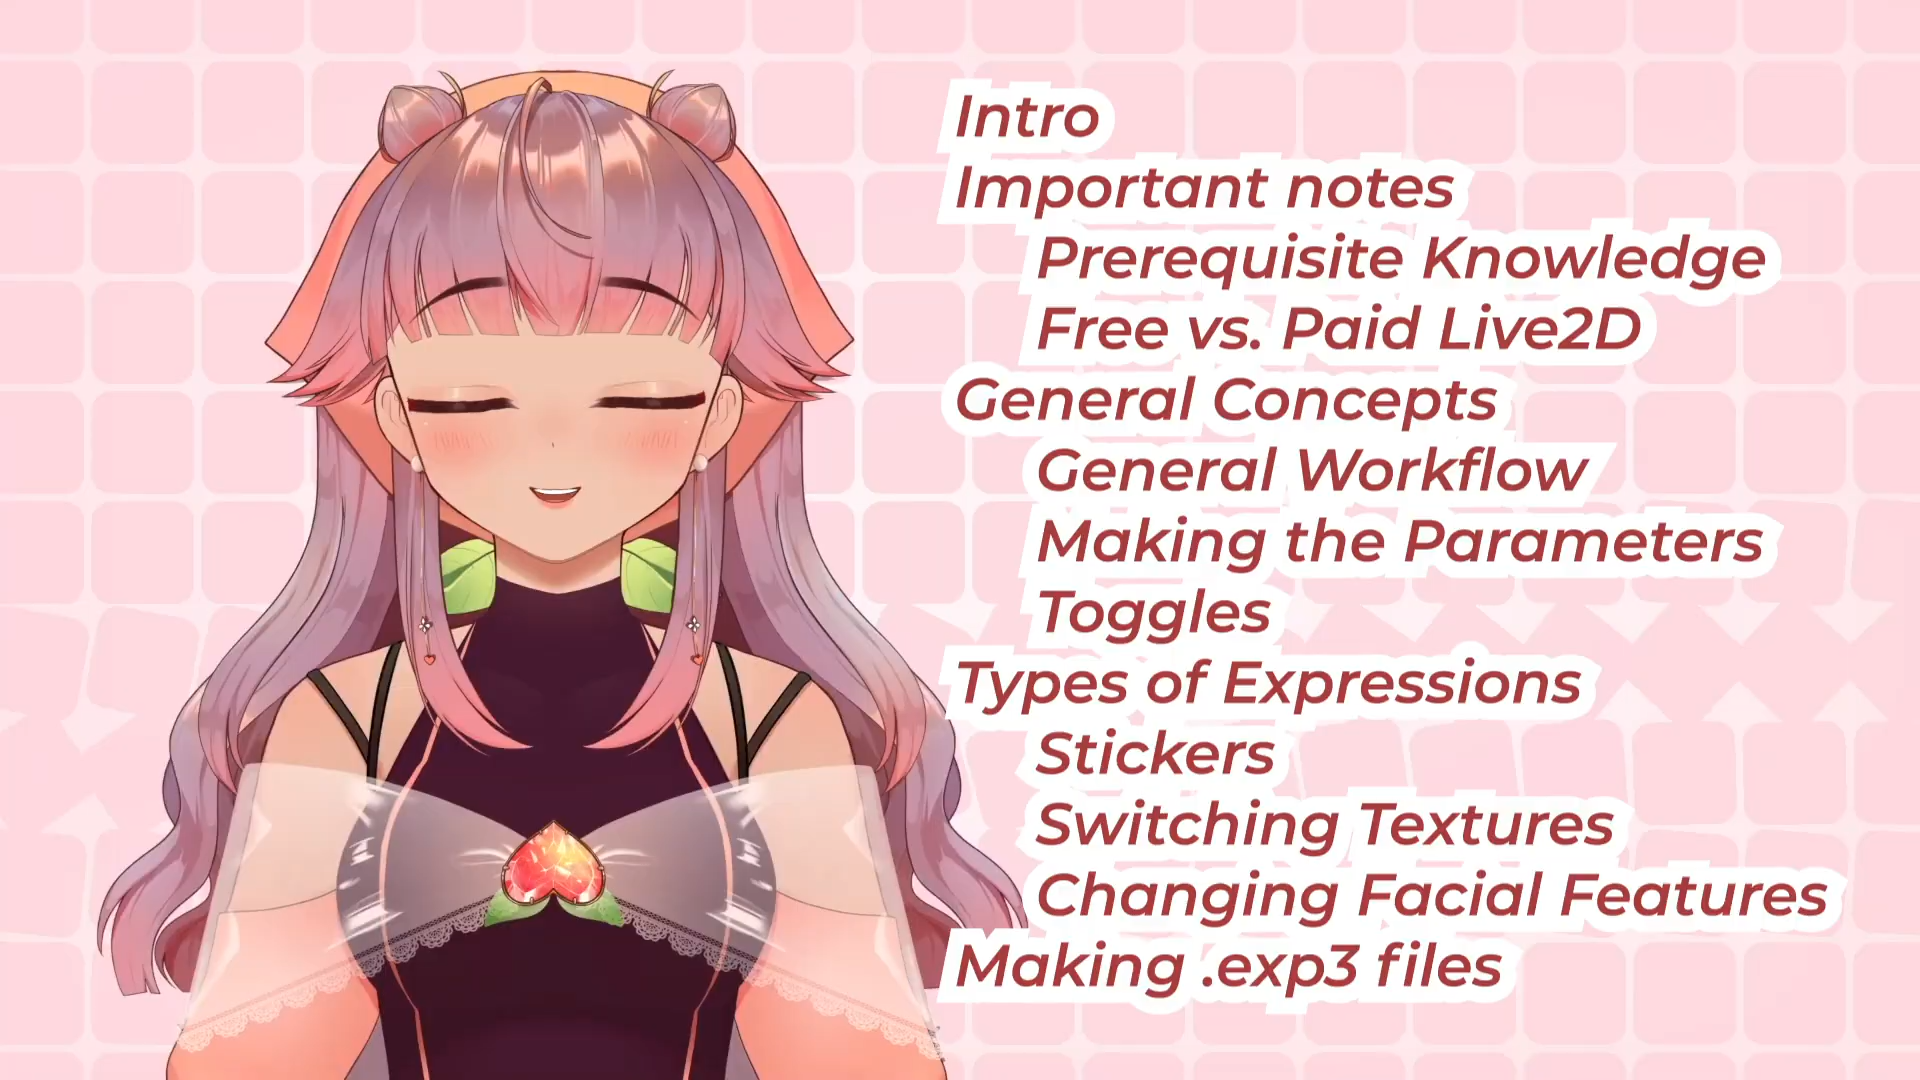 Intro
Important notes
Prerequisite Knowledge
Free vs. Paid Live2D
General Concepts
General Workflow
Making the Parameters
Toggles
Types of Expressions
Stickers
Switching Textures
Changing Facial Features
Making .exp3 files